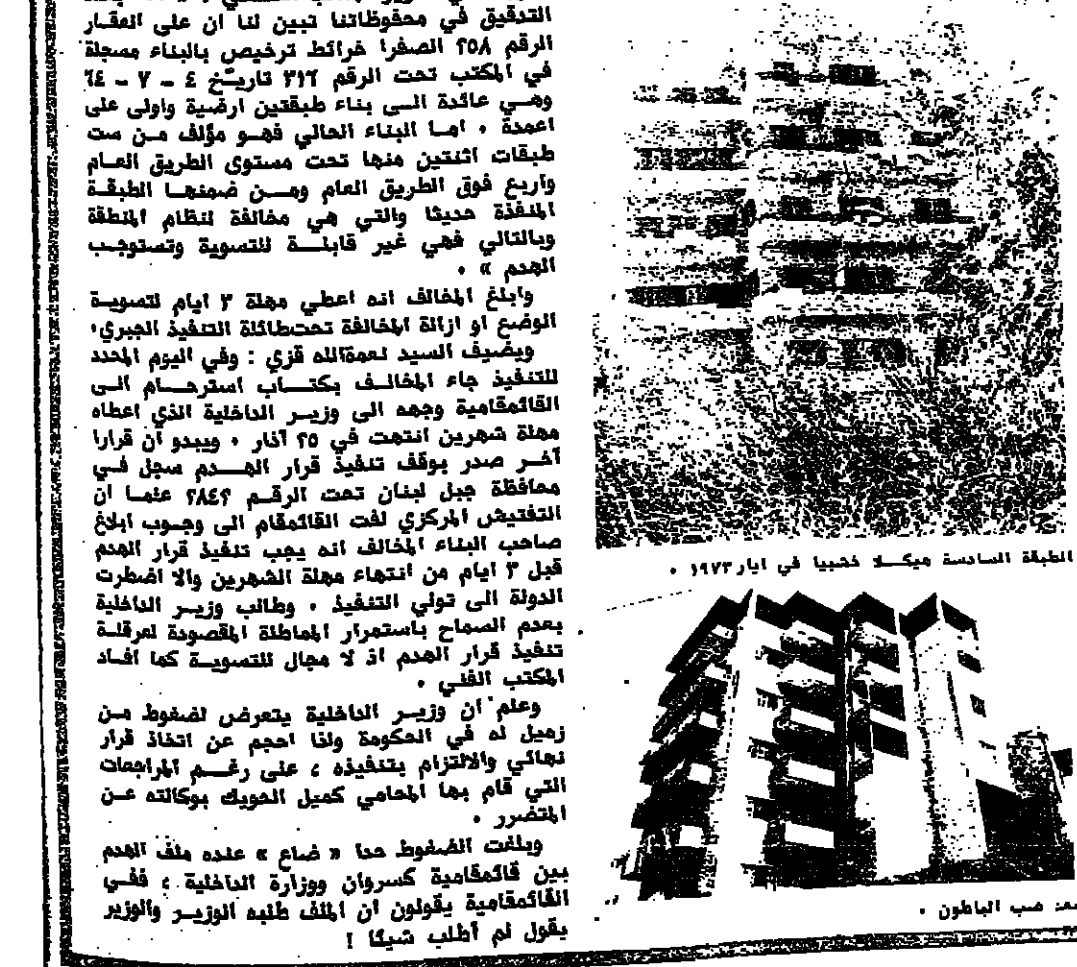 التدقيق في محفوظاتنا تبين لنا ان على العقار
الرقم ٢٥٨ الصفرا خرائط ترخيص بالبناء مسجلة
في المكتب تحت الرقم ٣١٦ تاريخ ٤ - ٧ - ٦٤
وهي عائدة الى بناء طبقتين ارضية واولى على
اعمدة . اما البناء الحالي فهو مؤلف من ست
طبقات اثنتين منها تحت مستوى الطريق العام
واربع فوق الطريق العام ومن ضمنها الطبقة
المنفذة حديثا والتي هي مخالفة لنظام المنطقة
وبالتالي فهي غير قابلة للتسوية وتستوجب
الهدم » .
وابلغ المخالف انه اعطي مهلة ٣ ايام لتسوية
الوضع او ازالة المخالفة تحت طائلة التنفيذ الجبري .
ويضيف السيد نعمة الله قزي : وفي اليوم المحدد
للتنفيذ جاء المخالف بكتاب استرحام الى
القائمقامية وجهه الى وزير الداخلية الذي اعطاه
مهلة شهرين انتهت في ٢٥ آذار . ويبدو ان قرارا
آخر صدر بوقف تنفيذ قرار الهدم سجل في
محافظة جبل لبنان تحت الرقم ٢٨٤٢ علما ان
التفتيش المركزي لفت القائمقام الى وجوب ابلاغ
صاحب البناء المخالف انه يجب تنفيذ قرار الهدم
قبل ٣ ايام من انتهاء مهلة الشهرين والا اضطرت
الدولة الى تولي التنفيذ . وطالب وزير الداخلية
بعدم السماح باستمرار المماطلة المقصودة لعرقلة
تنفيذ قرار الهدم اذ لا مجال للتسوية كما افاد
المكتب الفني .
وعلم ان وزير الداخلية يتعرض لضغوط من
زميل له في الحكومة ولذا احجم عن اتخاذ قرار
نهائي والالتزام بتنفيذه ، على رغم المراجعات
التي قام بها المحامي كميل الحويك بوكالته عن
المتضرر .
وبلغت الضغوط حدا « ضاع » عنده ملف الهدم
بين قائمقامية كسروان ووزارة الداخلية ، ففي
القائمقامية يقولون ان الملف طلبه الوزير والوزير
يقول لم أطلب شيئا !
الطبقة السادسة هيكلا خشبيا في ايار ١٩٧٣ .
صب الباطون .